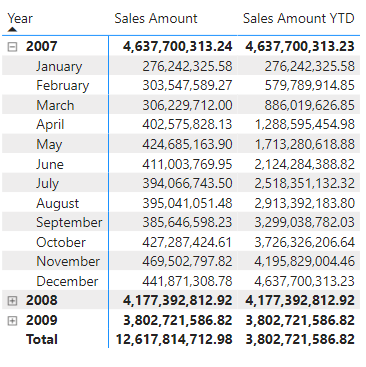 Year Sales Amount Sales Amount YTD
2007 4,637,700,313.24 4,637,700,313.23
January 276,242,325.58 276,242,325.58
February 303,547,589.27 579,789,914.85
March 306,229,712.00 886,019,626.85
April 402,575,828.13 1,288,595,454.98
May 424,685,163.90 1,713,280,618.88
June 411,003,769.95 2,124,284,388.82
July 394,066,743.50 2,518,351,132.32
August 395,041,051.48 2,913,392,183.80
September 385,646,598.23 3,299,038,782.03
October 427,287,424.61 3,726,326,206.64
November 469,502,797.82 4,195,829,004.46
December 441,871,308.78 4,637,700,313.23
2008 4,177,392,812.92 4,177,392,812.92
2009 3,802,721,586.82 3,802,721,586.82
Total 12,617,814,712.98 3,802,721,586.82